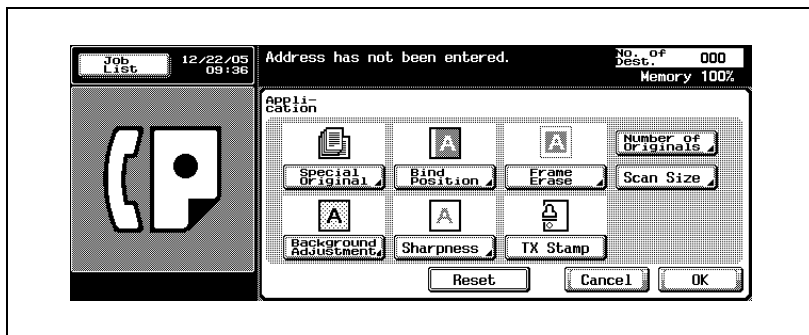 Job List
12/22/05
09:36
Address has not been entered.
No. of Dest. 000
Memory 100%
Appli-
cation
A
A
Special Original
Bind Position
Frame Erase
Number of Originals
Scan Size
A
A
Background Adjustment
Sharpness
TX Stamp
Reset
Cancel
OK